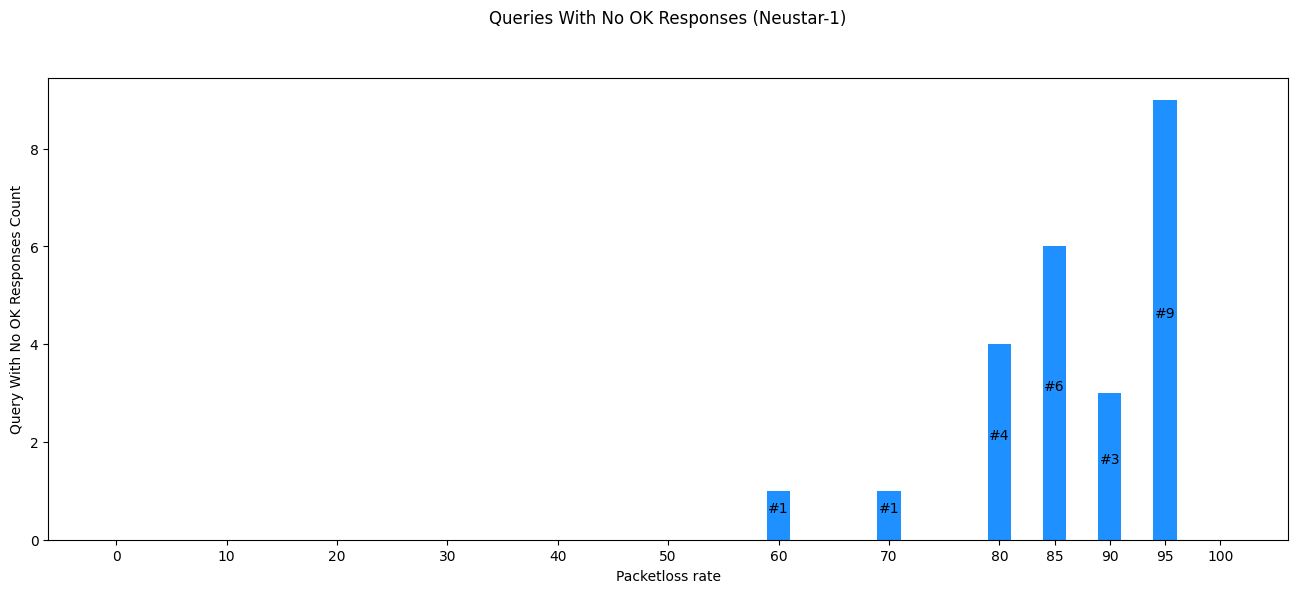 Queries With No OK Responses (Neustar-1)
Query With No OK Responses Count
8
6
4
2
0
#1
#1
#4
#6
#3
#9
0 10 20 30 40 50 60 70 80 85 90 95 100
Packetloss rate